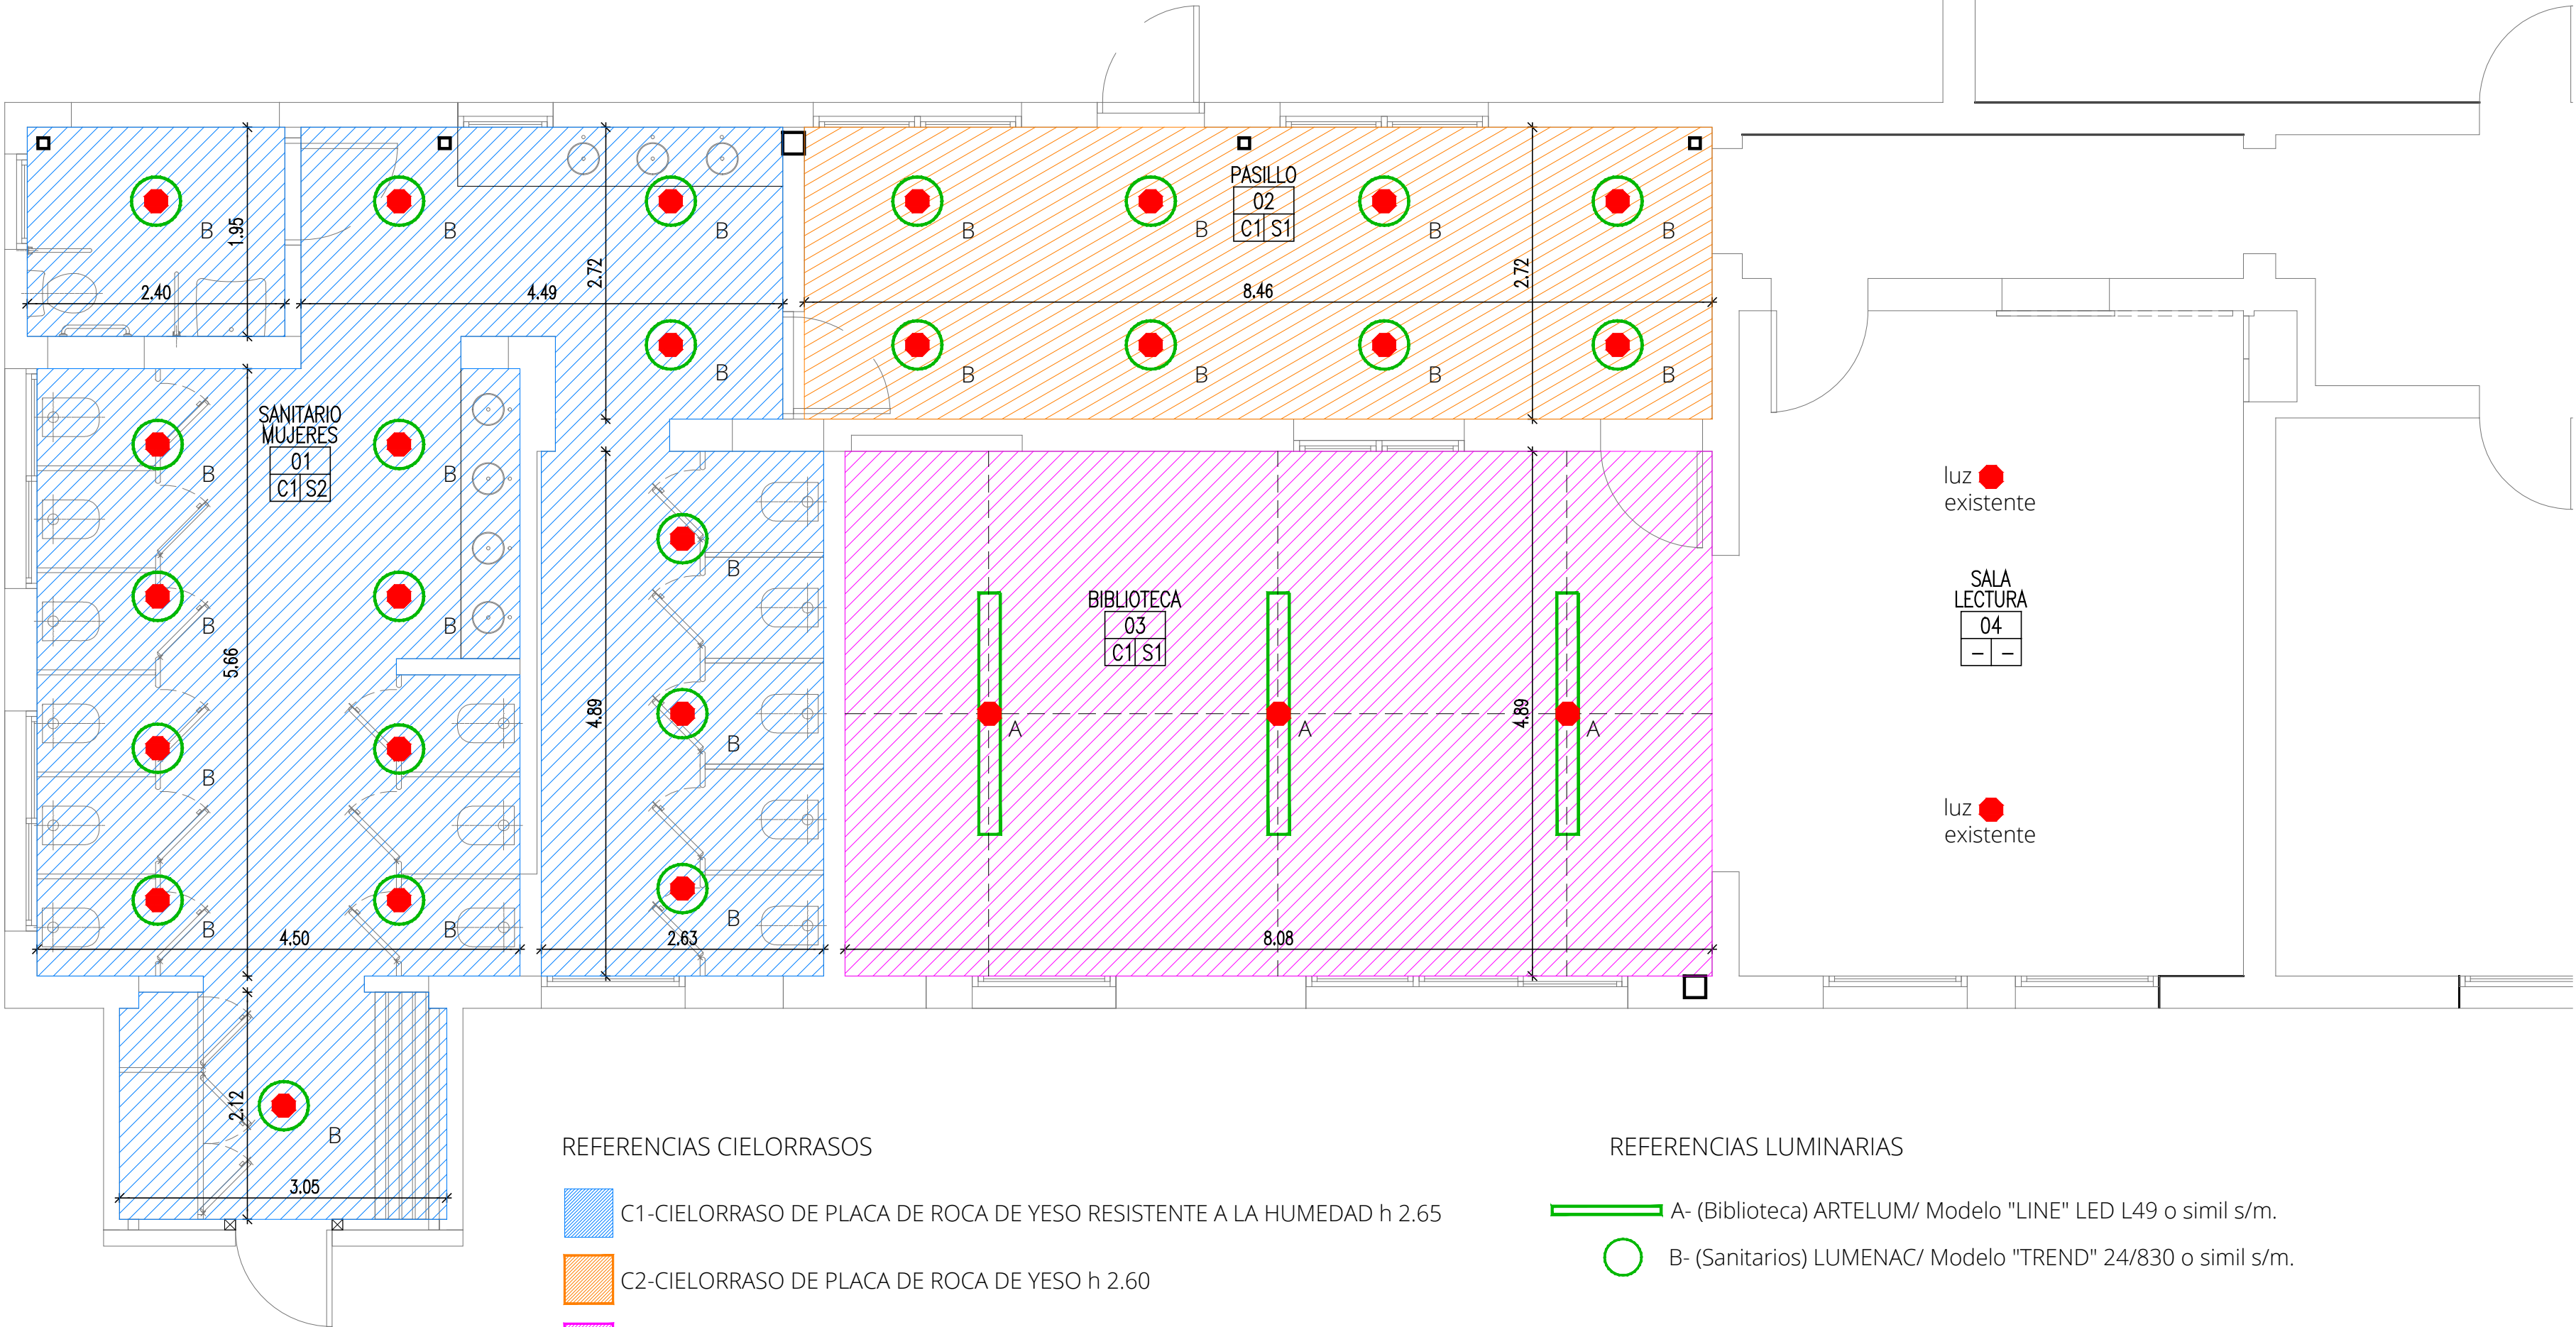 PASILLO
02
C1 S1
B
B
B
B
B
B
B
1.95
2.72
2.72
2.40
4.49
8.46
B
B
B
B
B
SANITARIO
MUJERES
01
C1 S2
B
B
luz
existente
B
BIBLIOTECA
03
C1 S1
SALA
LECTURA
04
– –
B
B
5.66
4.89
4.89
A
A
A
B
B
luz
existente
B
B
B
4.50
2.63
8.08
2.12
B
3.05
REFERENCIAS CIELORRASOS
C1-CIELORRASO DE PLACA DE ROCA DE YESO RESISTENTE A LA HUMEDAD h 2.65
C2-CIELORRASO DE PLACA DE ROCA DE YESO h 2.60
REFERENCIAS LUMINARIAS
A- (Biblioteca) ARTELUM/ Modelo "LINE" LED L49 o simil s/m.
B- (Sanitarios) LUMENAC/ Modelo "TREND" 24/830 o simil s/m.